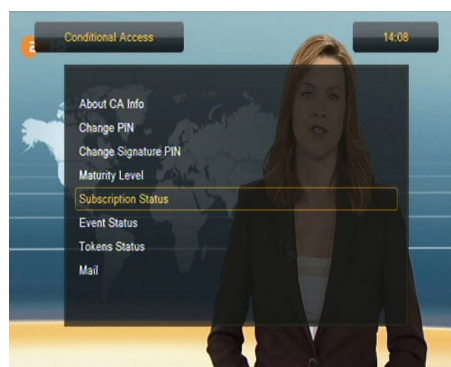 Conditional Access
14:08
About CA Info
Change PIN
Change Signature PIN
Maturity Level
Subscription Status
Event Status
Tokens Status
Mail